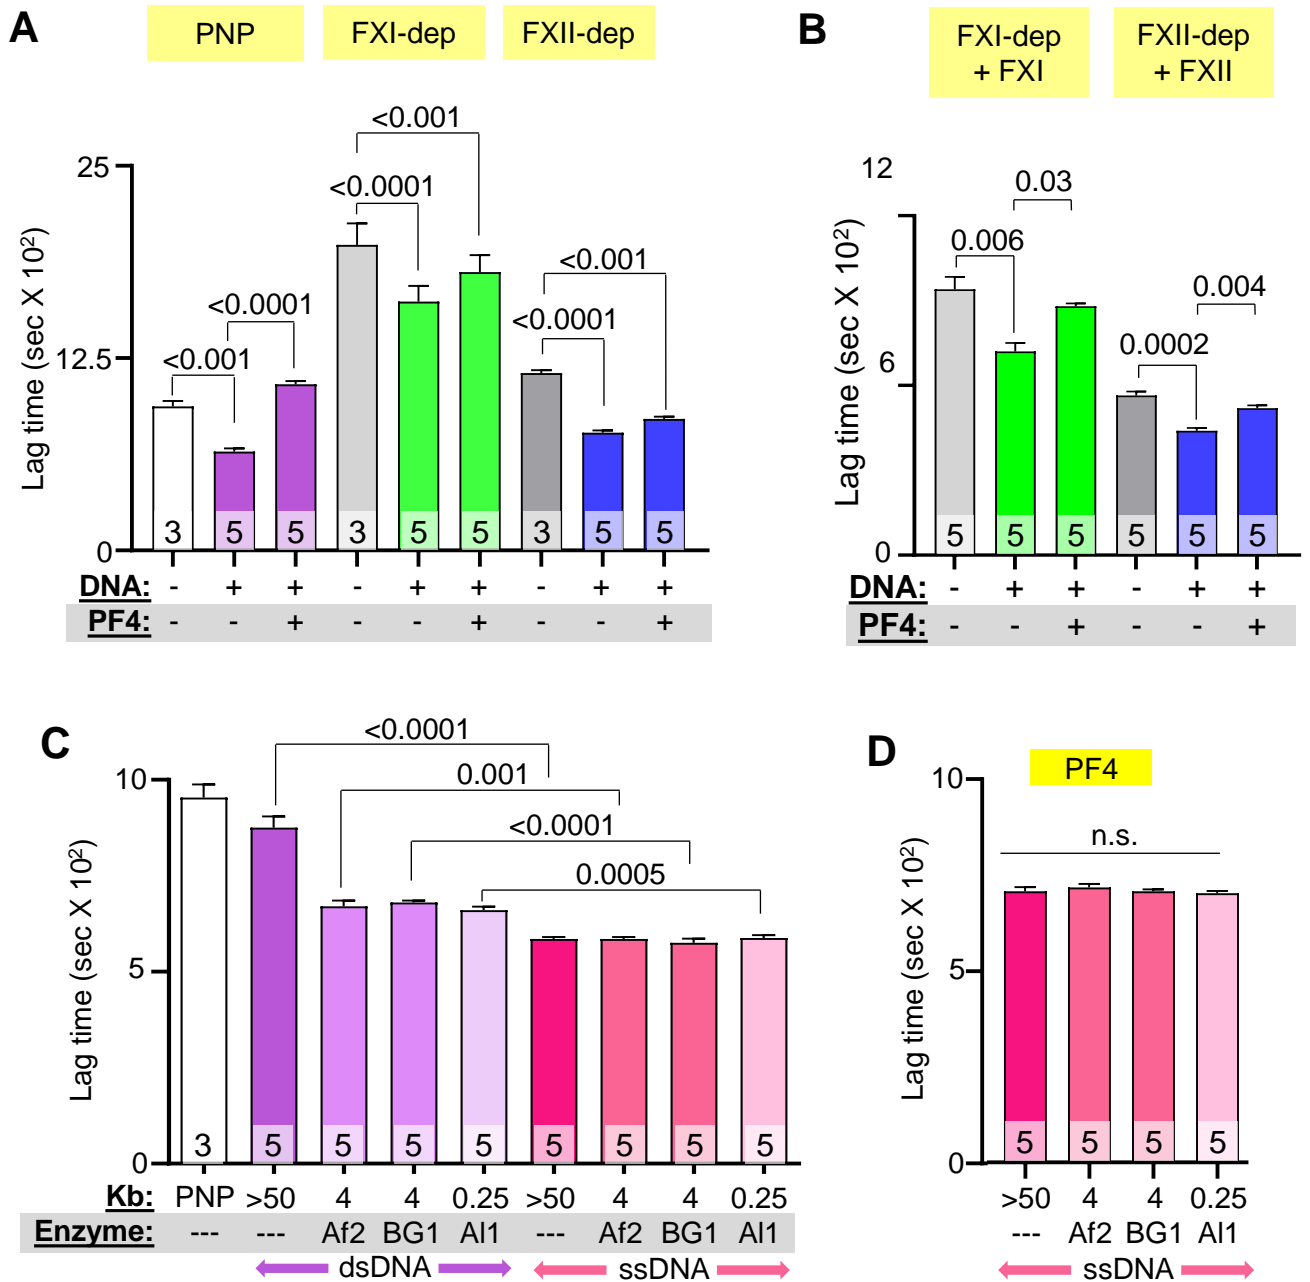 A
PNP FXI-dep FXII-dep
<0.001
<0.0001
<0.001
<0.0001
<0.0001
<0.001
25
12.5
0
Lag time (sec X 10²)
3 5 5 3 5 5 3 5 5
DNA: - + + - + + - + +
PF4: - - + - - + - - +
B
FXI-dep
+ FXI
FXII-dep
+ FXII
12
6
0
Lag time (sec X 10²)
0.03
0.006
0.004
0.0002
5 5 5 5 5 5
DNA: - + + - + +
PF4: - - + - - +
C
<0.0001
0.001
<0.0001
0.0005
10
5
0
Lag time (sec X 10²)
3 5 5 5 5 5 5 5 5
Kb: PNP >50 4 4 0.25 >50 4 4 0.25
Enzyme: --- --- Af2 BG1 Al1 --- Af2 BG1 Al1
dsDNA ssDNA
D
PF4
n.s.
10
5
0
Lag time (sec X 10²)
5 5 5 5
>50 4 4 0.25
--- Af2 BG1 Al1
ssDNA